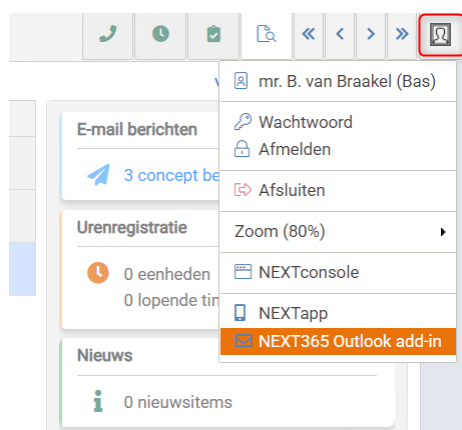 v
mr. B. van Braakel (Bas)
E-mail berichten
Wachtwoord
Afmelden
3 concept be
Afsluiten
Urenregistratie
Zoom (80%)
0 eenheden
NEXTconsole
0 lopende tin
NEXTapp
NEXT365 Outlook add-in
Nieuws
0 nieuwsitems